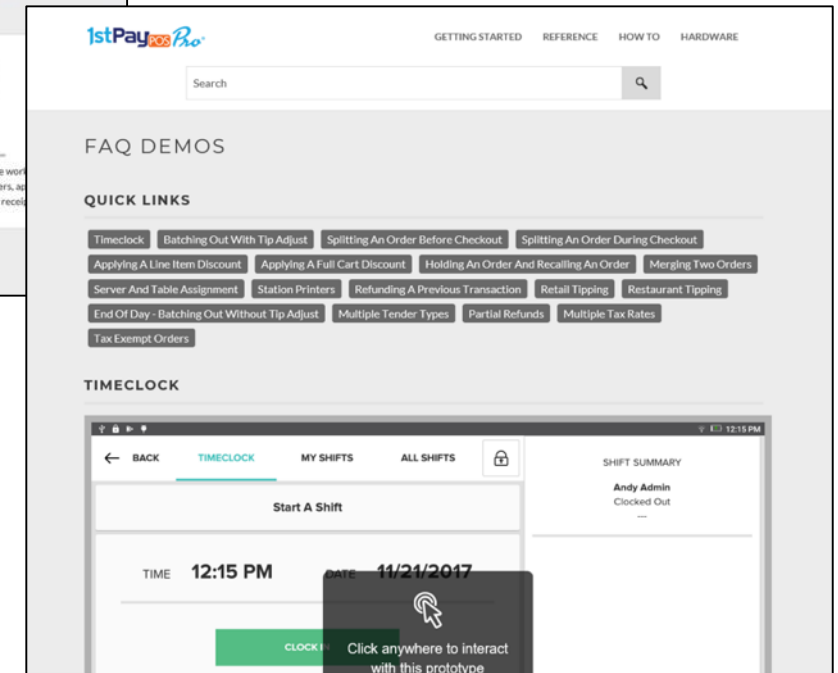 1stPay POS Pro
GETTING STARTED REFERENCE HOW TO HARDWARE
Search
FAQ DEMOS
QUICK LINKS
Timeclock Batching Out With Tip Adjust Splitting An Order Before Checkout Splitting An Order During Checkout
Applying A Line Item Discount Applying A Full Cart Discount Holding An Order And Recalling An Order Merging Two Orders
Server And Table Assignment Station Printers Refunding A Previous Transaction Retail Tipping Restaurant Tipping
End Of Day - Batching Out Without Tip Adjust Multiple Tender Types Partial Refunds Multiple Tax Rates
Tax Exempt Orders
TIMECLOCK
12:15 PM
BACK TIMECLOCK MY SHIFTS ALL SHIFTS
SHIFT SUMMARY
Andy Admin
Clocked Out
---
Start A Shift
TIME 12:15 PM DATE 11/21/2017
CLOCK IN
Click anywhere to interact
with this prototype